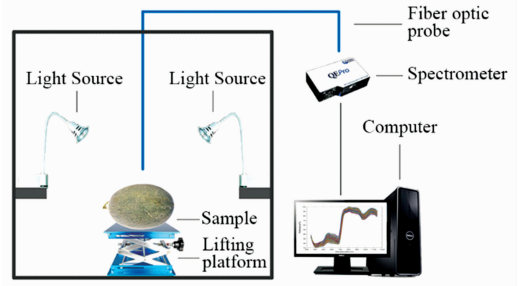 Fiber optic
probe
Light Source
Light Source
QEPro
Spectrometer
Computer
Sample
Lifting
platform